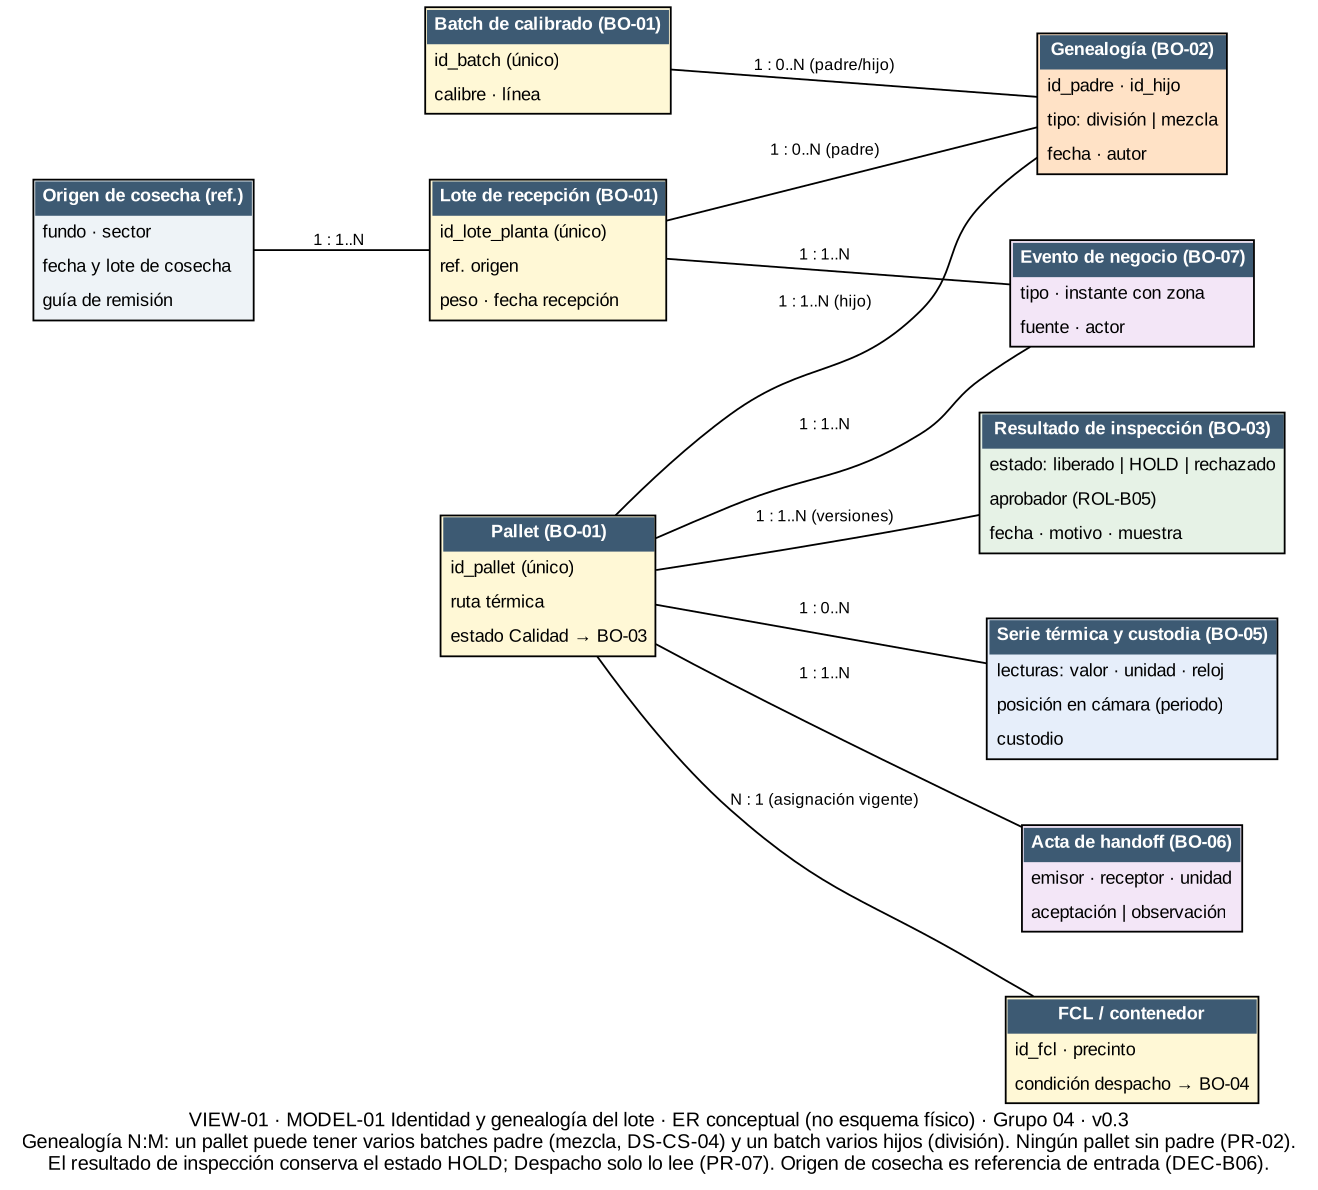 Batch de calibrado (BO-01)
id_batch (único)
calibre · línea
1 : 0..N (padre/hijo)
Genealogía (BO-02)
id_padre · id_hijo
tipo: división | mezcla
fecha · autor
1 : 0..N (padre)
Origen de cosecha (ref.)
fundo · sector
fecha y lote de cosecha
guía de remisión
1 : 1..N
Lote de recepción (BO-01)
id_lote_planta (único)
ref. origen
peso · fecha recepción
1 : 1..N
1 : 1..N (hijo)
Evento de negocio (BO-07)
tipo · instante con zona
fuente · actor
1 : 1..N
Resultado de inspección (BO-03)
estado: liberado | HOLD | rechazado
aprobador (ROL-B05)
fecha · motivo · muestra
1 : 1..N (versiones)
Pallet (BO-01)
id_pallet (único)
ruta térmica
estado Calidad → BO-03
1 : 0..N
Serie térmica y custodia (BO-05)
lecturas: valor · unidad · reloj
posición en cámara (periodo)
custodio
1 : 1..N
N : 1 (asignación vigente)
Acta de handoff (BO-06)
emisor · receptor · unidad
aceptación | observación
FCL / contenedor
id_fcl · precinto
condición despacho → BO-04
VIEW-01 · MODEL-01 Identidad y genealogía del lote · ER conceptual (no esquema físico) · Grupo 04 · v0.3
Genealogía N:M: un pallet puede tener varios batches padre (mezcla, DS-CS-04) y un batch varios hijos (división). Ningún pallet sin padre (PR-02).
El resultado de inspección conserva el estado HOLD; Despacho solo lo lee (PR-07). Origen de cosecha es referencia de entrada (DEC-B06).